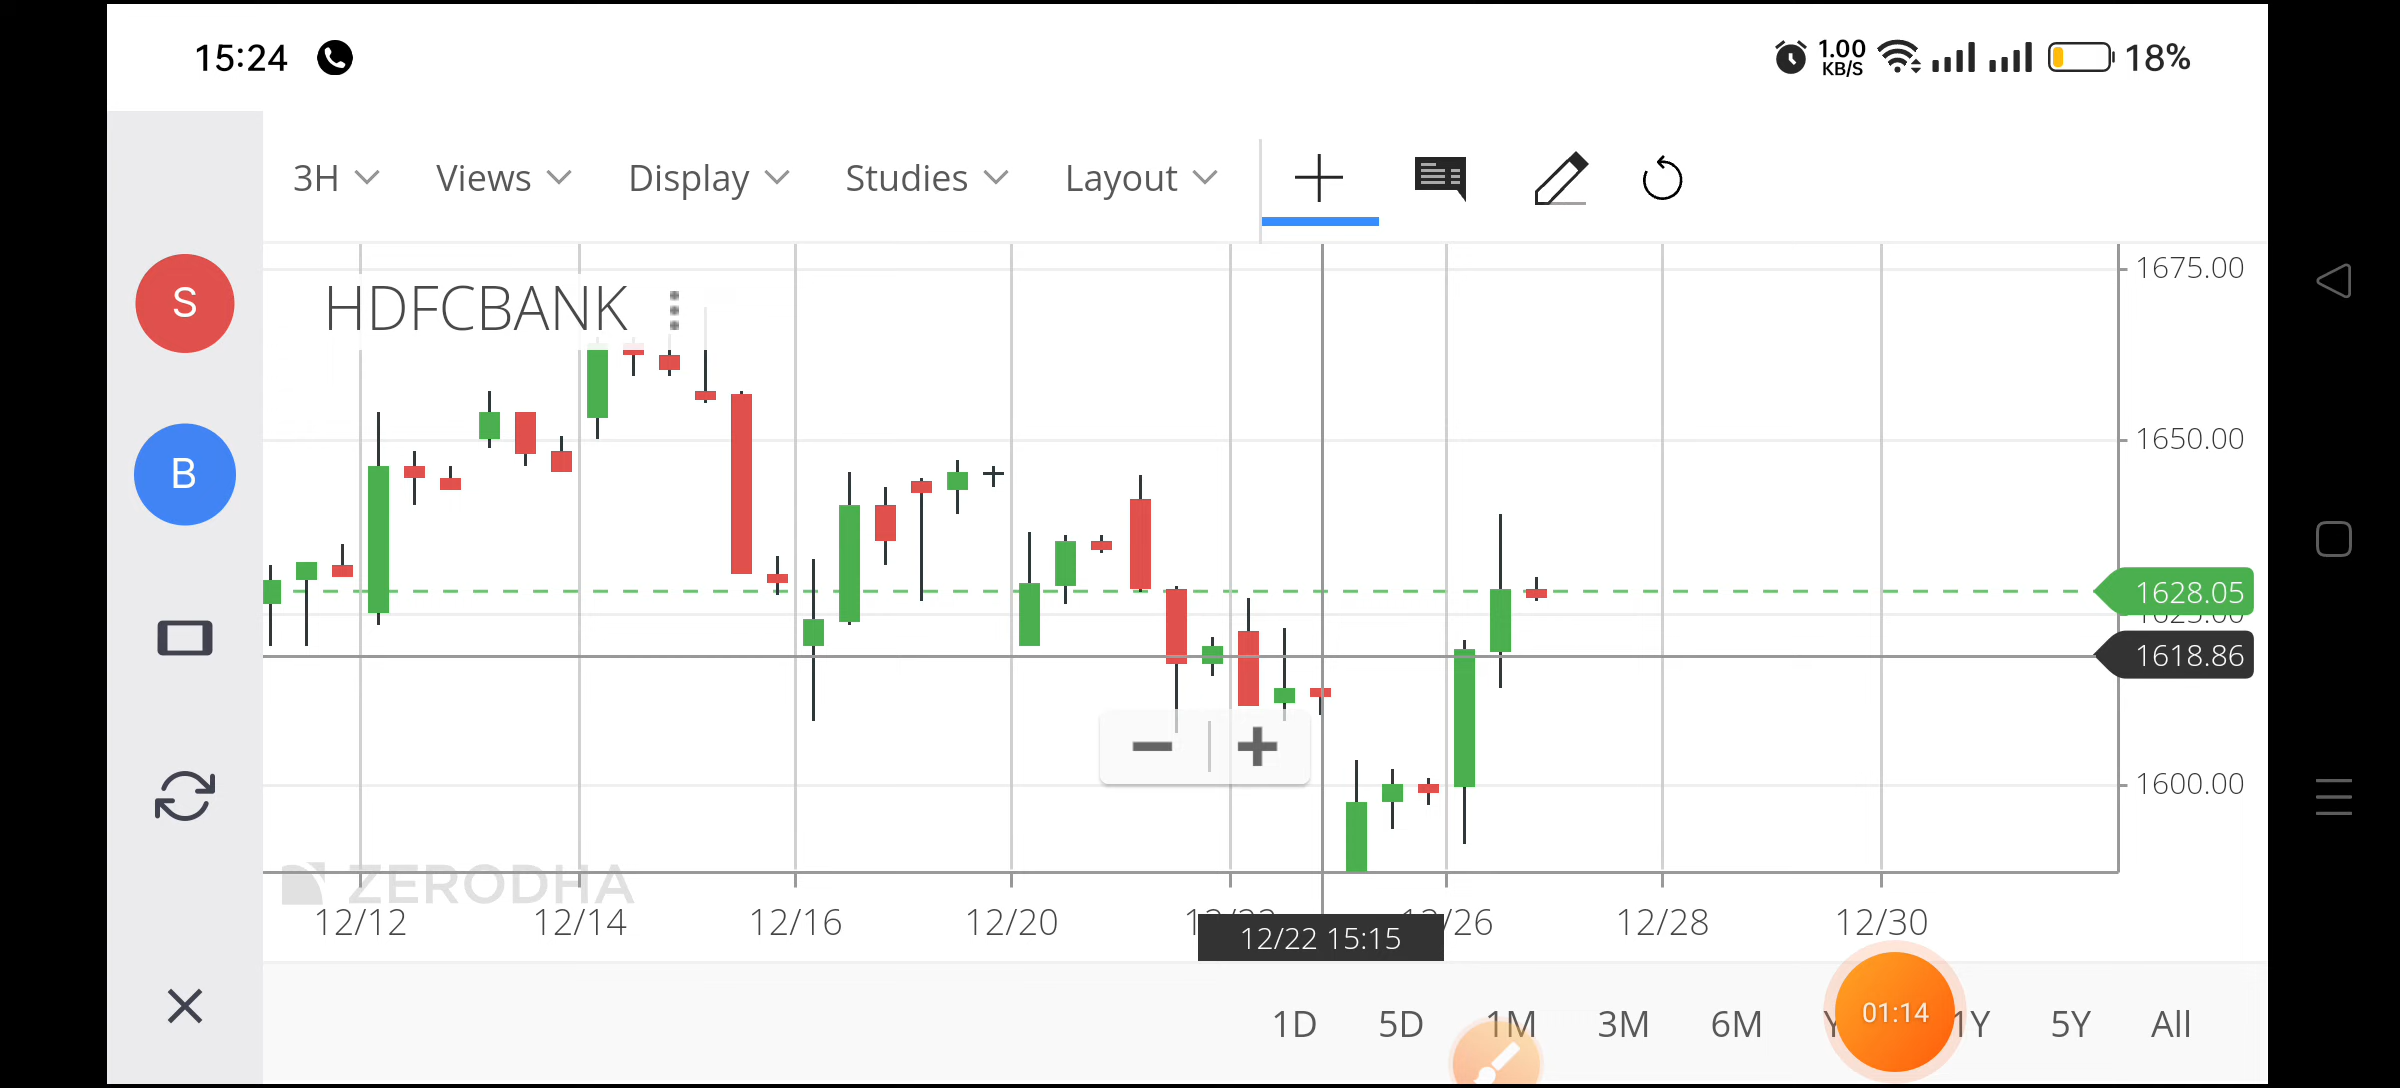 15:24
1.00
KB/S
18%
3H Views Display Studies Layout
S
B
HDFCBANK
1675.00
1650.00
1628.05
1618.86
1600.00
ZERODHA
12/12 12/14 12/16 12/20 /26 12/28 12/30
12/22 15:15
1D 5D 1M 3M 6M 1Y 5Y All
01:14